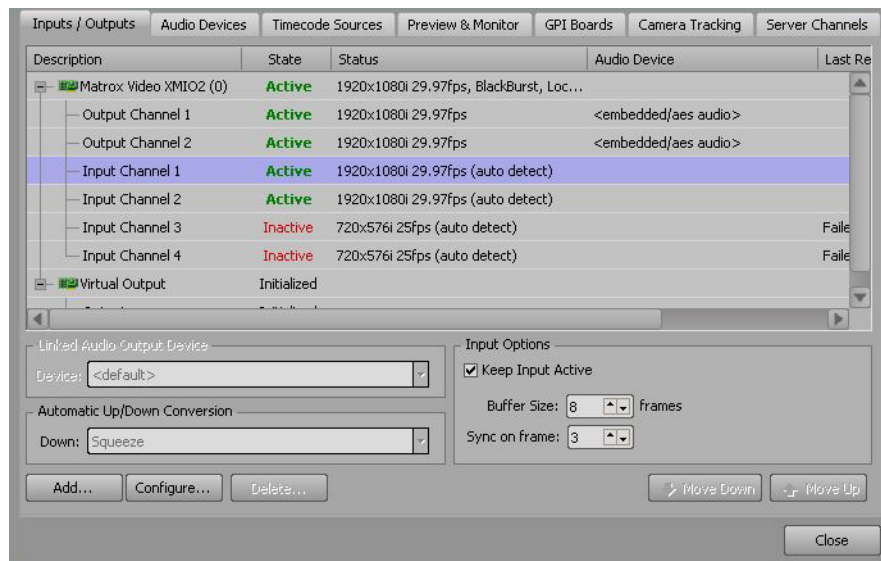 Inputs / Outputs Audio Devices Timecode Sources Preview & Monitor GPI Boards Camera Tracking Server Channels
Description State Status Audio Device Last Re
Matrox Video XMIO2 (0) Active 1920x1080i 29.97fps, BlackBurst, Loc...
Output Channel 1 Active 1920x1080i 29.97fps <embedded/aes audio>
Output Channel 2 Active 1920x1080i 29.97fps <embedded/aes audio>
Input Channel 1 Active 1920x1080i 29.97fps (auto detect)
Input Channel 2 Active 1920x1080i 29.97fps (auto detect)
Input Channel 3 Inactive 720x576i 25fps (auto detect) Faile
Input Channel 4 Inactive 720x576i 25fps (auto detect) Faile
Virtual Output Initialized
Linked Audio Output Device
Device: <default>
Automatic Up/Down Conversion
Down: Squeeze
Input Options
Keep Input Active
Buffer Size: 8 frames
Sync on frame: 3
Add... Configure... Delete... Move Down Move Up
Close